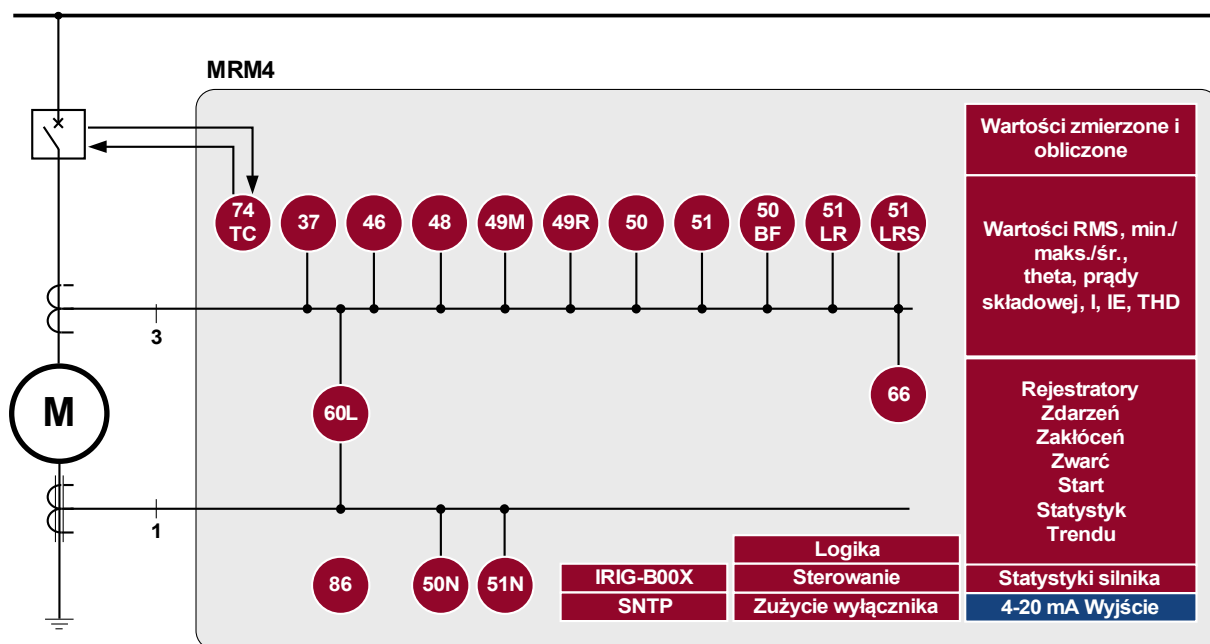 MRM4
74
TC
37
46
48
49M
49R
50
51
50
BF
51
LR
51
LRS
3
M
60L
66
1
86
50N
51N
Wartości zmierzone i
obliczone
Wartości RMS, min./
maks./śr.,
theta, prądy
składowej, I, IE, THD
Rejestratory
Zdarzeń
Zakłóceń
Zwarć
Start
Statystyk
Trendu
Logika
IRIG-B00X
Sterowanie
Statystyki silnika
SNTP
Zużycie wyłącznika
4-20 mA Wyjście